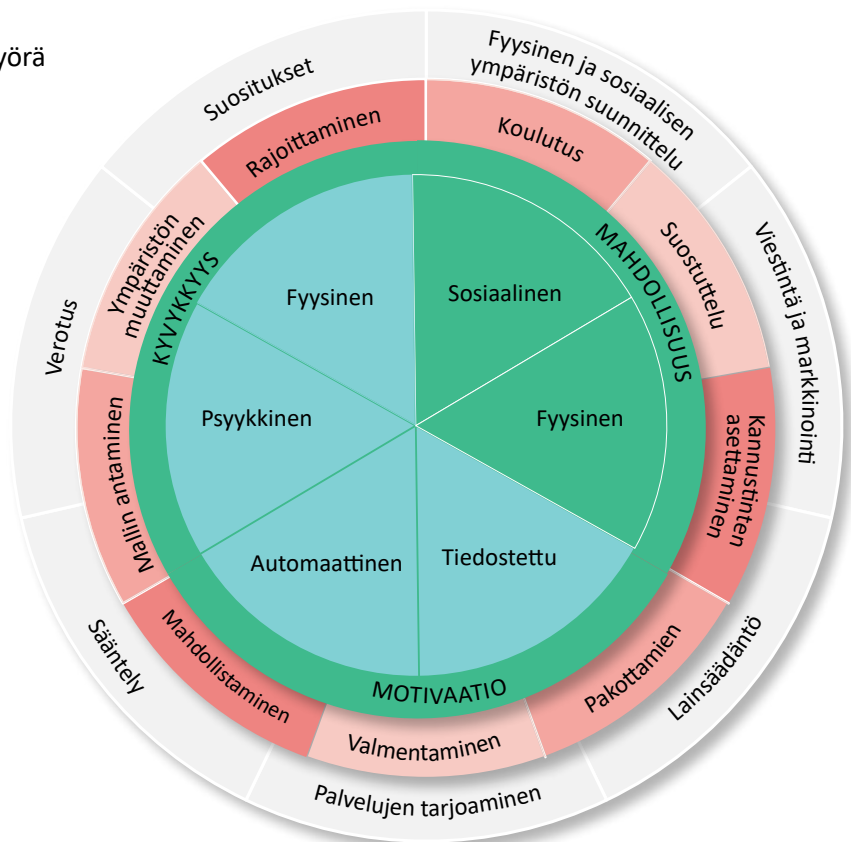 yörä
Suositukset
Fyysinen ja sosiaalisen
ympäristön suunnittelu
Viestintä ja markkinointi
Lainsäädäntö
Palvelujen tarjoaminen
Sääntely
Verotus
Rajoittaminen
Koulutus
Suostuttelu
Kannustinten
asettaminen
Pakottamien
Valmentaminen
Mahdollistaminen
Mallin antaminen
Ympäristön
muuttaminen
KYVYKKYYS
MAHDOLLISUUS
MOTIVAATIO
Fyysinen
Sosiaalinen
Psyykkinen
Fyysinen
Automaattinen
Tiedostettu